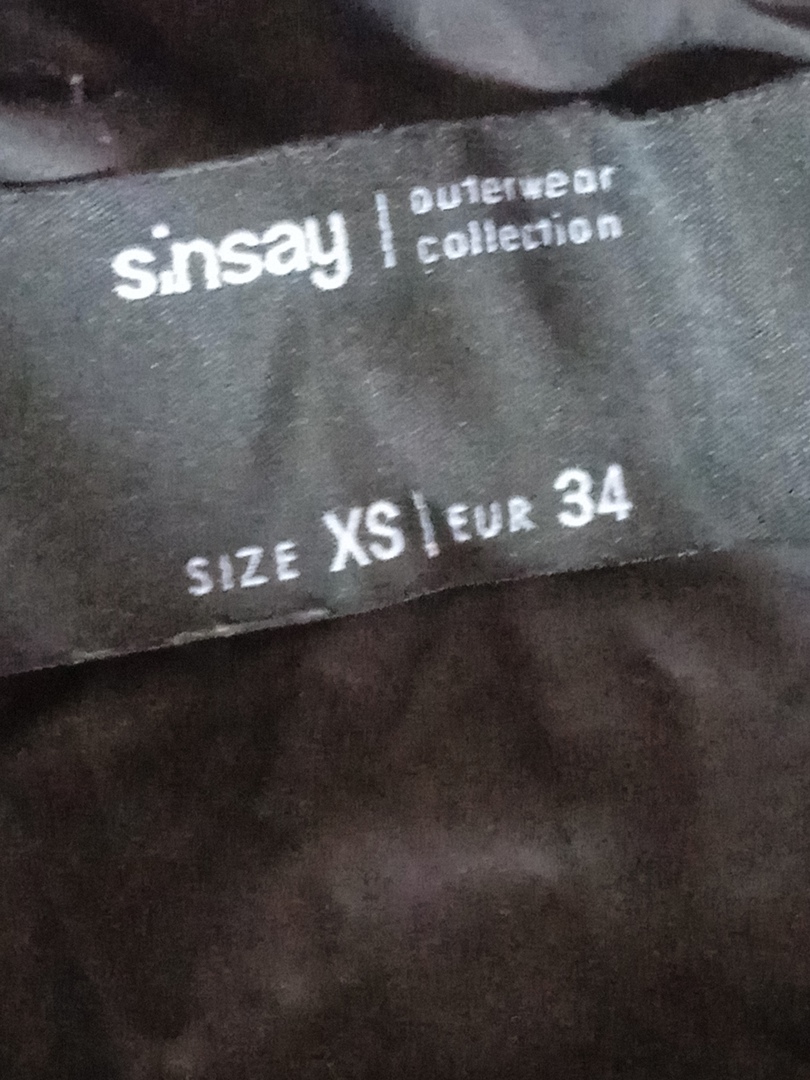 sinsay | outerwear
collection
SIZE XS | EUR 34